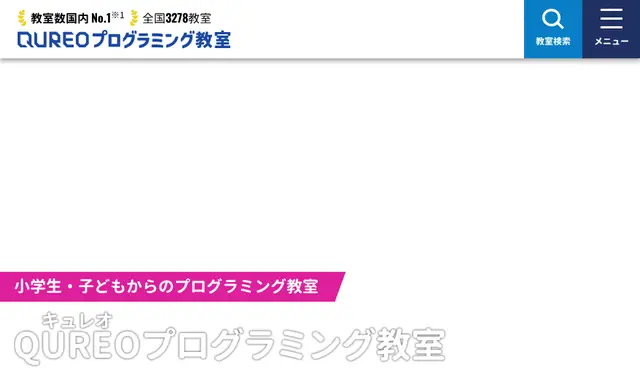 教室数国内 No.1※1 全国3278教室
QUREOプログラミング教室
教室検索
メニュー
小学生・子どもからのプログラミング教室
キュレオ
QUREOプログラミング教室